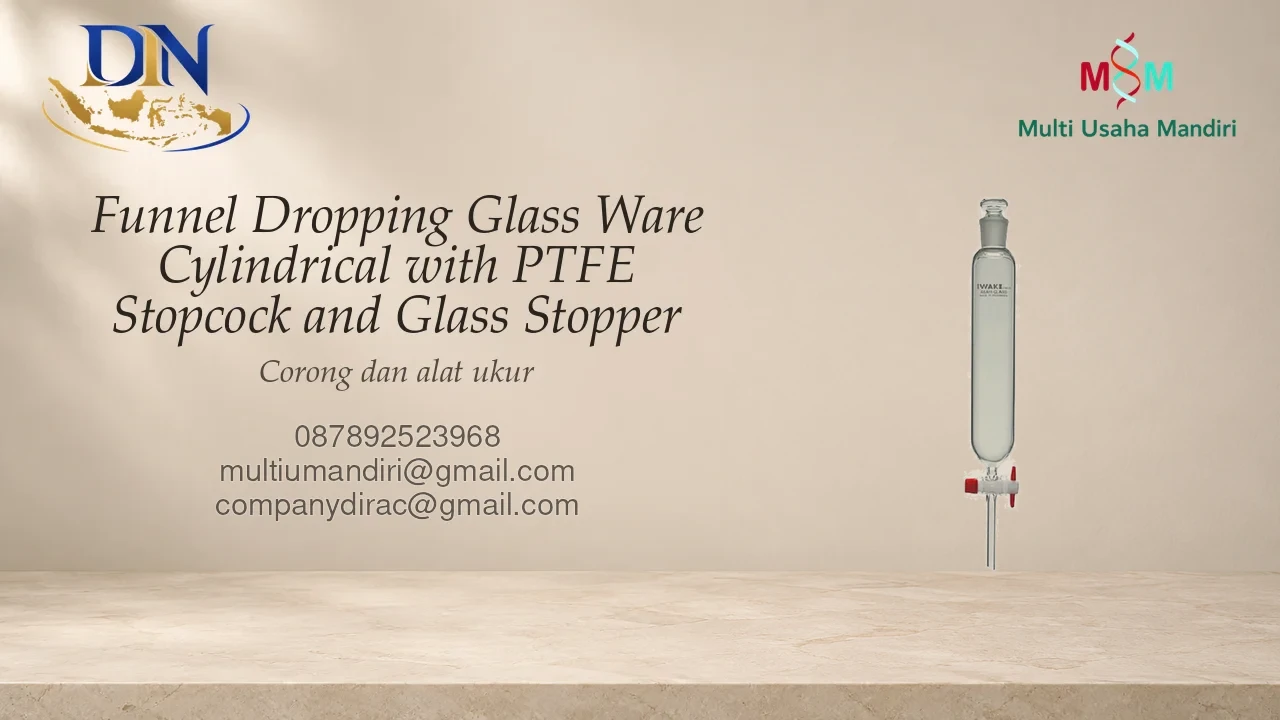 DIN
M M
Multi Usaha Mandiri
Funnel Dropping Glass Ware
Cylindrical with PTFE
Stopcock and Glass Stopper
Corong dan alat ukur
087892523968
multiumandiri@gmail.com
companydirac@gmail.com
IWAKI